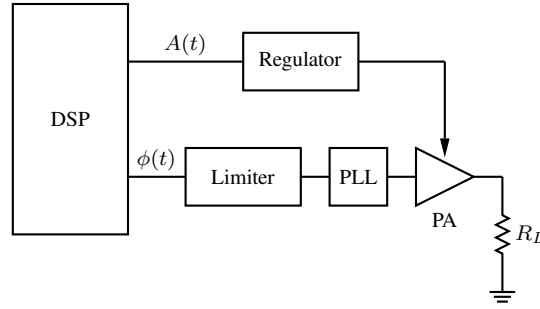 A(t)
Regulator
DSP
ϕ(t)
Limiter
PLL
PA
R_L